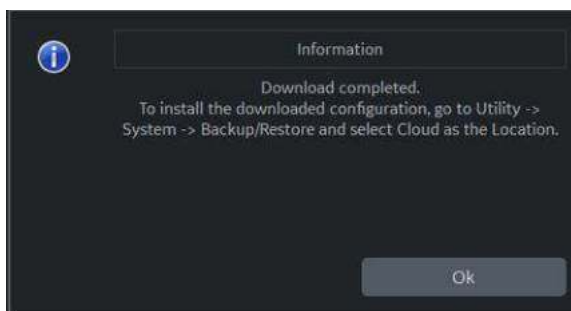 Information
Download completed.
To install the downloaded configuration, go to Utility ->
System -> Backup/Restore and select Cloud as the Location.
Ok